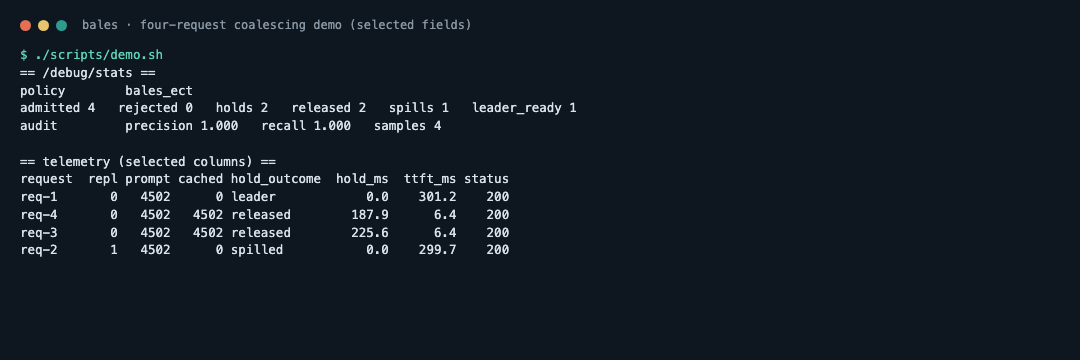 bales · four-request coalescing demo (selected fields)
$ ./scripts/demo.sh
== /debug/stats ==
policy bales_ect
admitted 4 rejected 0 holds 2 released 2 spills 1 leader_ready 1
audit precision 1.000 recall 1.000 samples 4
== telemetry (selected columns) ==
request repl prompt cached hold_outcome hold_ms ttft_ms status
req-1 0 4502 0 leader 0.0 301.2 200
req-4 0 4502 4502 released 187.9 6.4 200
req-3 0 4502 4502 released 225.6 6.4 200
req-2 1 4502 0 spilled 0.0 299.7 200